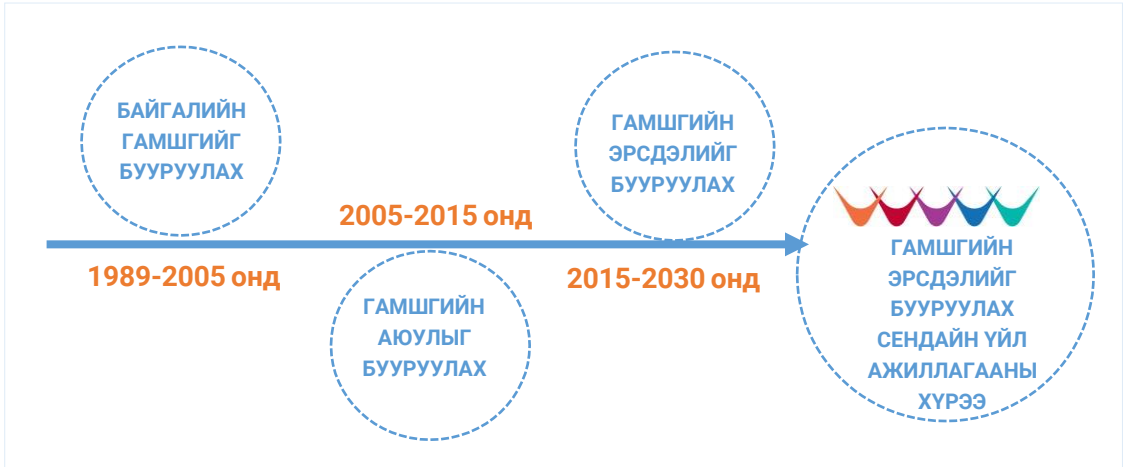 БАЙГАЛИЙН
ГАМШГИЙГ
БУУРУУЛАХ
1989-2005 онд
2005-2015 онд
ГАМШГИЙН
АЮУЛЫГ
БУУРУУЛАХ
ГАМШГИЙН
ЭРСДЭЛИЙГ
БУУРУУЛАХ
2015-2030 онд
ГАМШГИЙН
ЭРСДЭЛИЙГ
БУУРУУЛАХ
СЕНДАЙН ҮЙЛ
АЖИЛЛАГААНЫ
ХҮРЭЭ